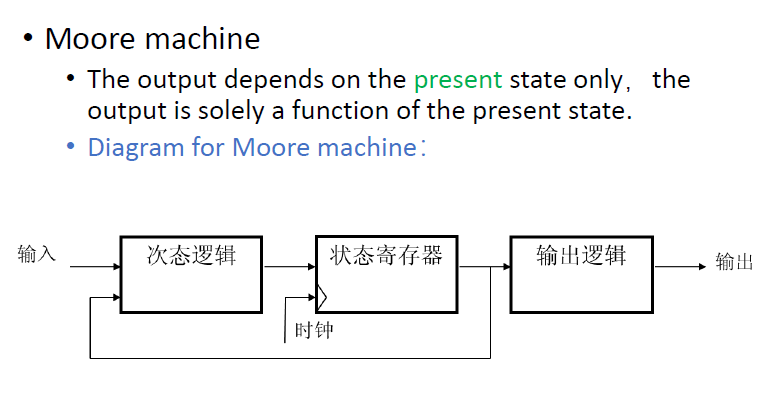 • Moore machine
• The output depends on the present state only， the
output is solely a function of the present state.
• Diagram for Moore machine：
输入
次态逻辑
状态寄存器
输出逻辑
输出
时钟